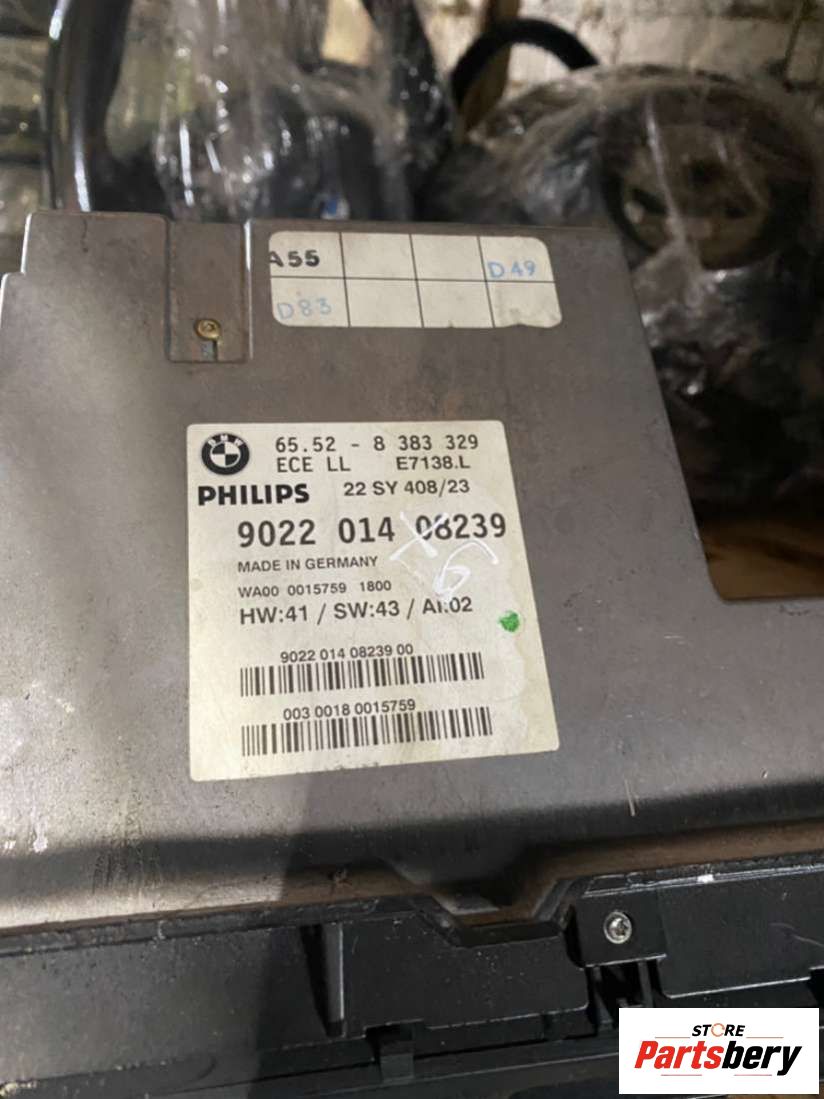 A55
D49
D83
BMW
65.52 - 8 383 329
ECE LL E7138.L
PHILIPS 22 SY 408/23
9022 014 08239
MADE IN GERMANY
WA00 0015759 1800
HW:41 / SW:43 / AI:02
9022 014 08239 00
003 0018 0015759
STORE
Partsbery